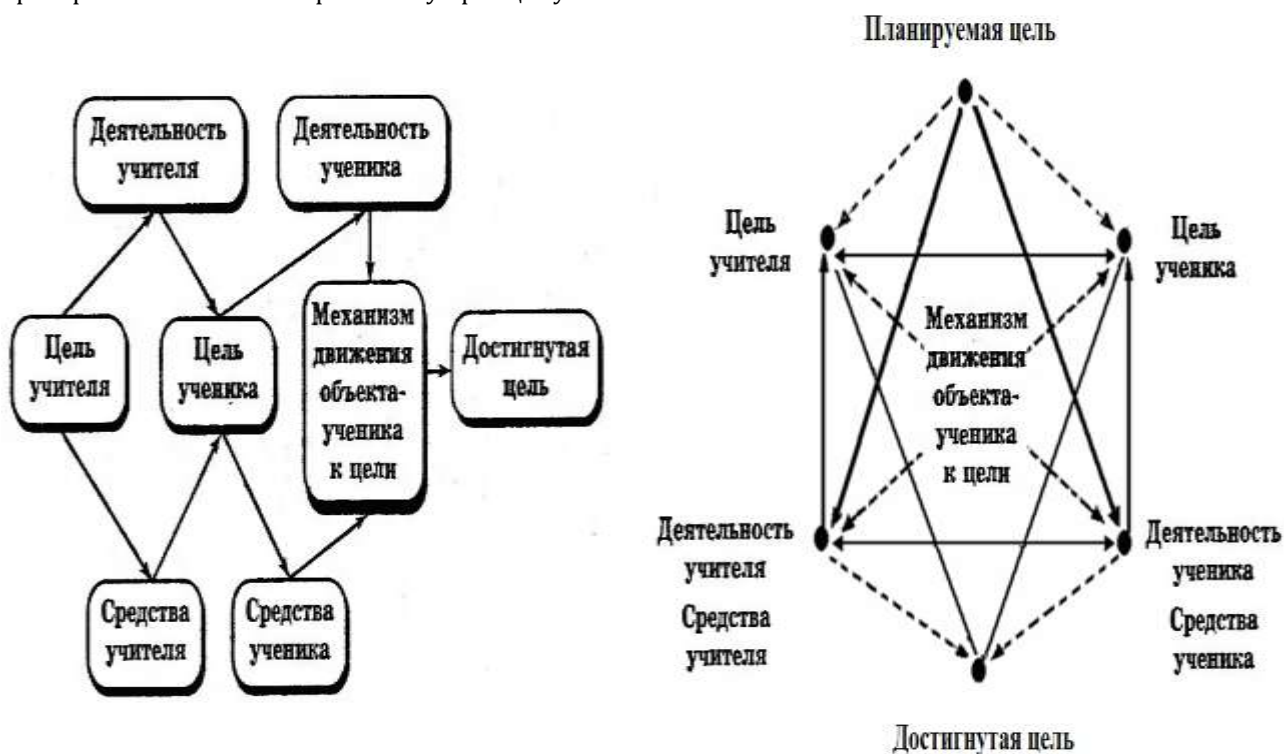 Планируемая цель
Деятельность
учителя
Деятельность
ученика
Цель
учителя
Цель
ученика
Механизм
движения
объекта-
ученика
к цели
Достигнутая
цель
Средства
учителя
Средства
ученика
Цель
учителя
Цель
ученика
Механизм
движения
объекта-
ученика
к цели
Деятельность
учителя
Средства
учителя
Деятельность
ученика
Средства
ученика
Достигнутая цель